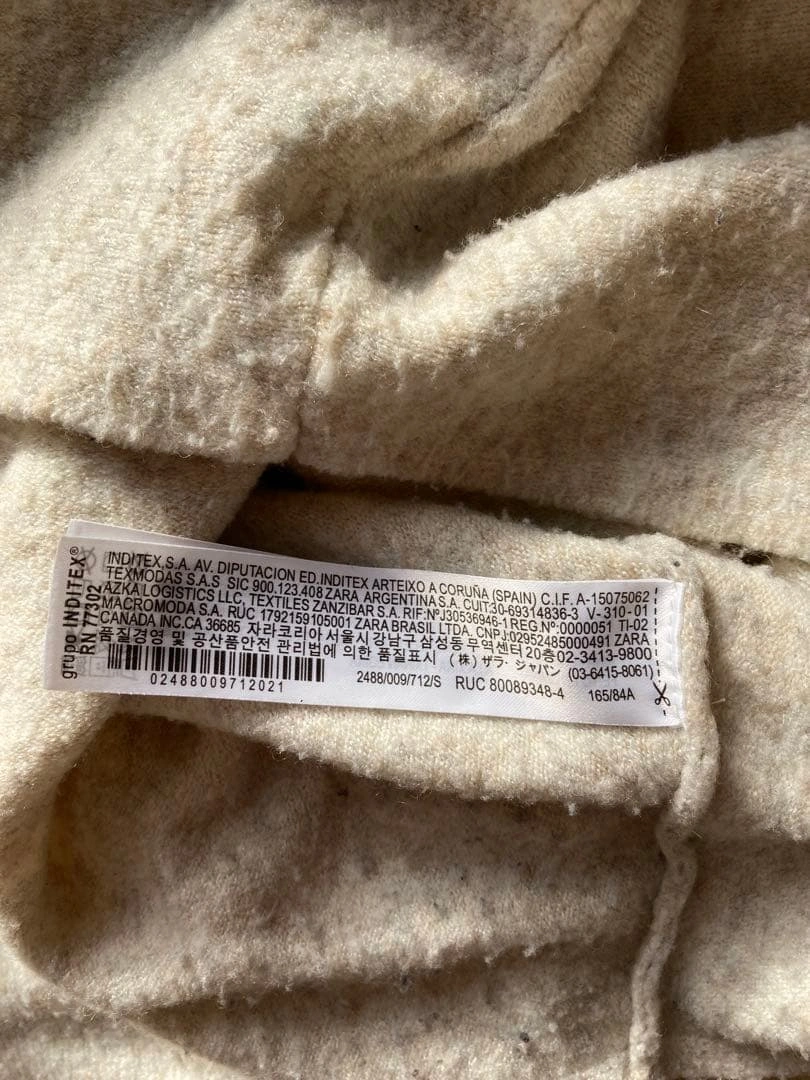 grupo INDITEX®
RN 77302
INDITEX,S.A. AV. DIPUTACION ED.INDITEX ARTEIXO A CORUÑA (SPAIN) C.I.F. A-15075062
TEXMODAS S.A.S SIC 900.123.408 ZARA ARGENTINA S.A. CUIT:30-69314836-3 V-310-01
AZKA LOGISTICS LLC, TEXTILES ZANZIBAR S.A. RIF:NºJ30536946-1 REG.Nº:0000051 TI-02
MACROMODA S.A. RUC 1792159105001 ZARA BRASIL LTDA, CNPJ:02952485000491 ZARA
CANADA INC.CA 36685 자라코리아 서울시강남구 삼성동 무역센터 20층02-3413-9800
품질경영 및 공산품안전 관리법에 의한 품질표시 (株) ザラ・ジャパン (03-6415-8061)
02488009712021
2488/009/712/S RUC 80089348-4 165/84A